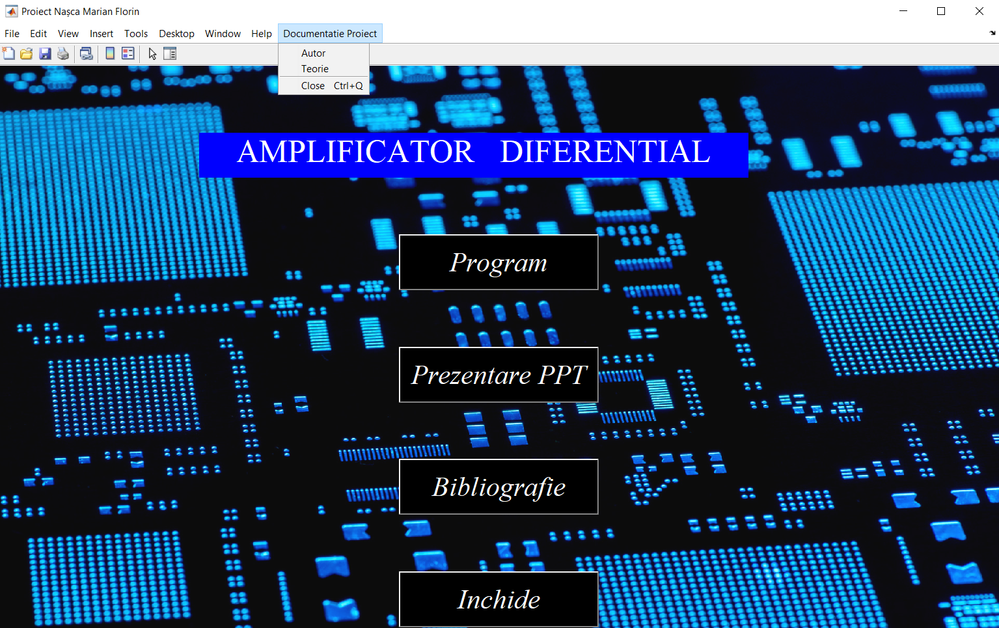 Proiect Nașca Marian Florin
File Edit View Insert Tools Desktop Window Help Documentatie Proiect
Autor
Teorie
Close Ctrl+Q
AMPLIFICATOR DIFERENTIAL
Program
Prezentare PPT
Bibliografie
Inchide